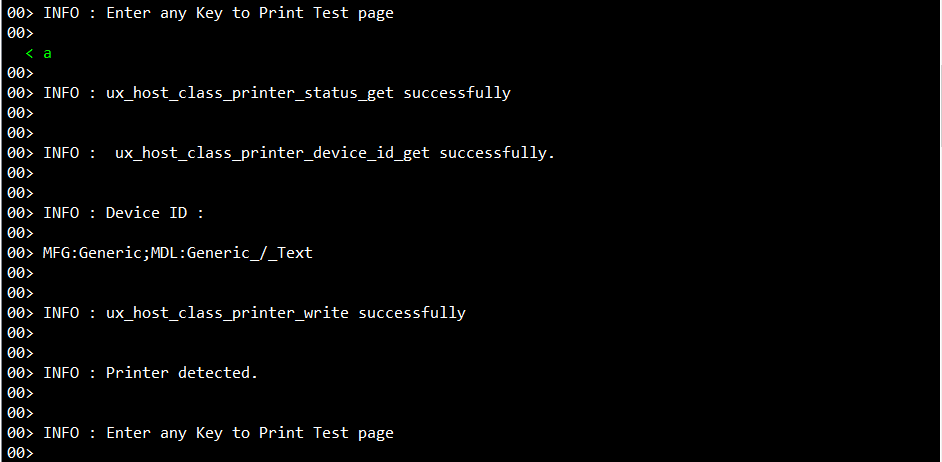 00> INFO : Enter any Key to Print Test page
00>
< a
00>
00> INFO : ux_host_class_printer_status_get successfully
00>
00>
00> INFO :  ux_host_class_printer_device_id_get successfully.
00>
00>
00> INFO : Device ID :
00>
00> MFG:Generic;MDL:Generic_/_Text
00>
00>
00> INFO : ux_host_class_printer_write successfully
00>
00>
00> INFO : Printer detected.
00>
00>
00> INFO : Enter any Key to Print Test page
00>